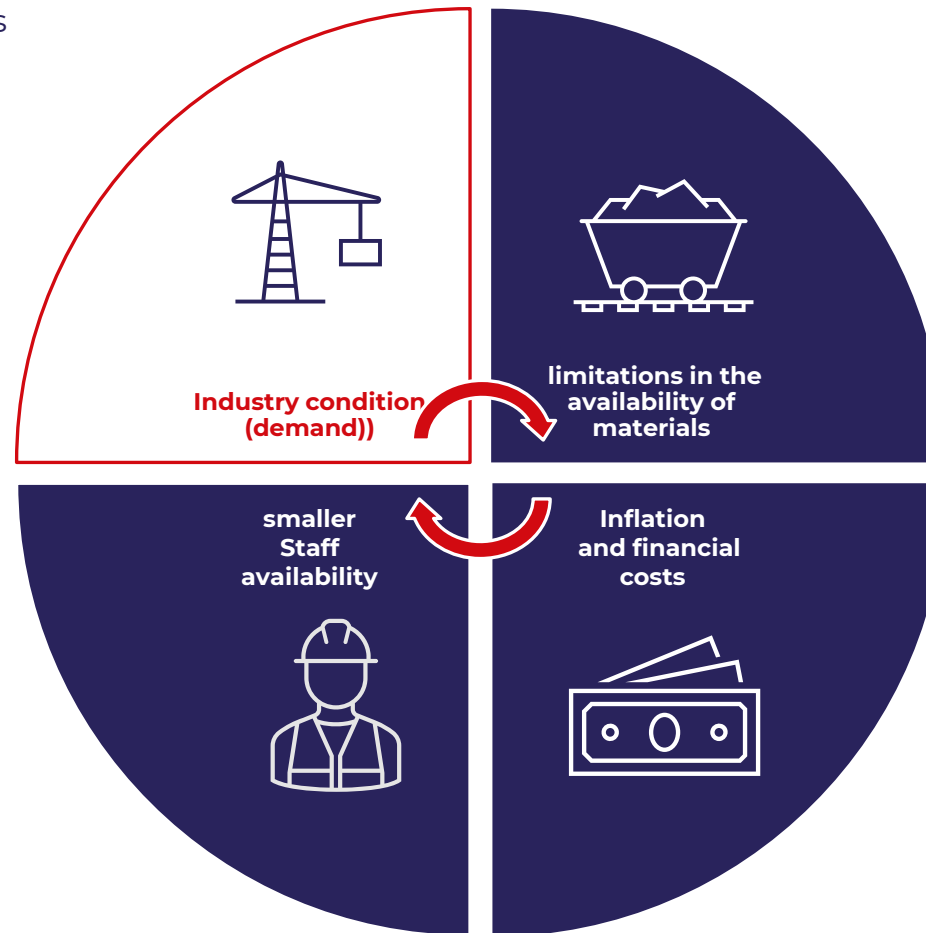 s
Industry condition
(demand))
limitations in the
availability of
materials
smaller
Staff
availability
Inflation
and financial
costs